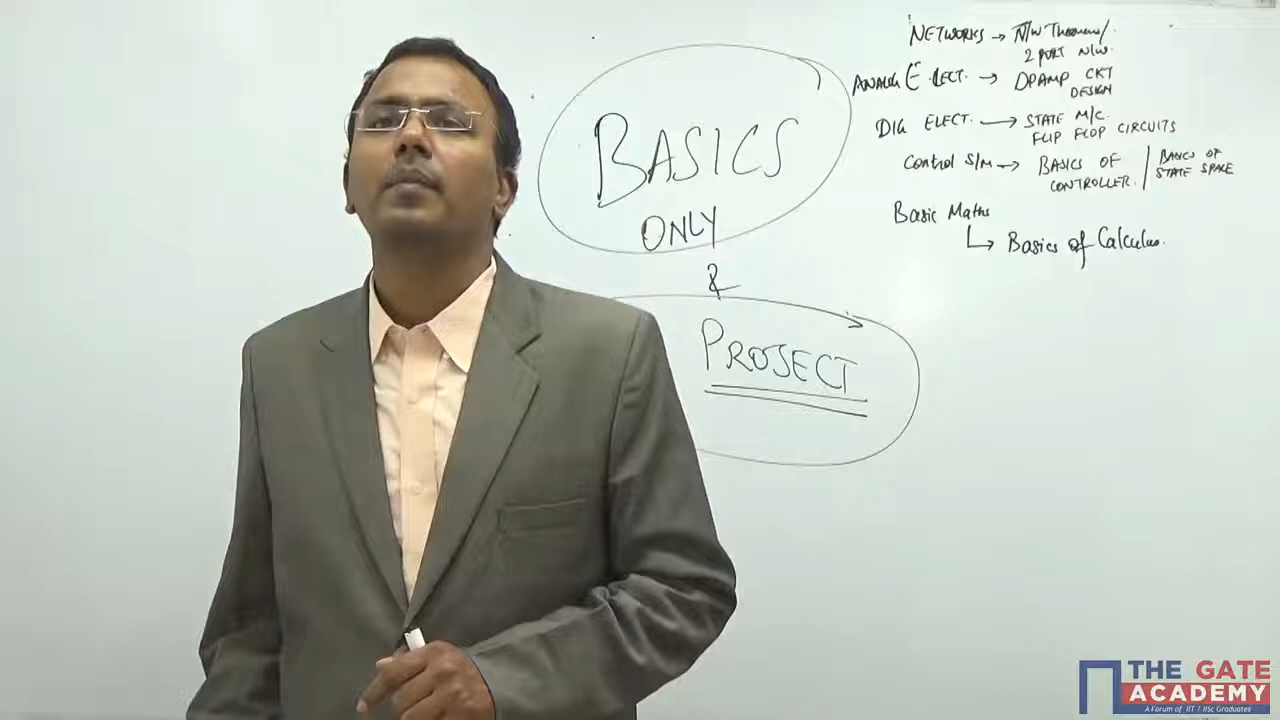 BASICS
ONLY
&
PROJECT
NETWORKS → N/W Theorem/
2 PORT N/W.
ANALOG ELECT. → OPAMP CKT
DESIGN
DIG ELECT. → STATE M/C.
FLIP FLOP CIRCUITS
Control S/M → BASICS OF CONTROLLER. / BASICS OF STATE SPACE
Basic Maths
↳ Basics of Calculus.
THE GATE
ACADEMY
A Forum of IIT / IISc Graduates